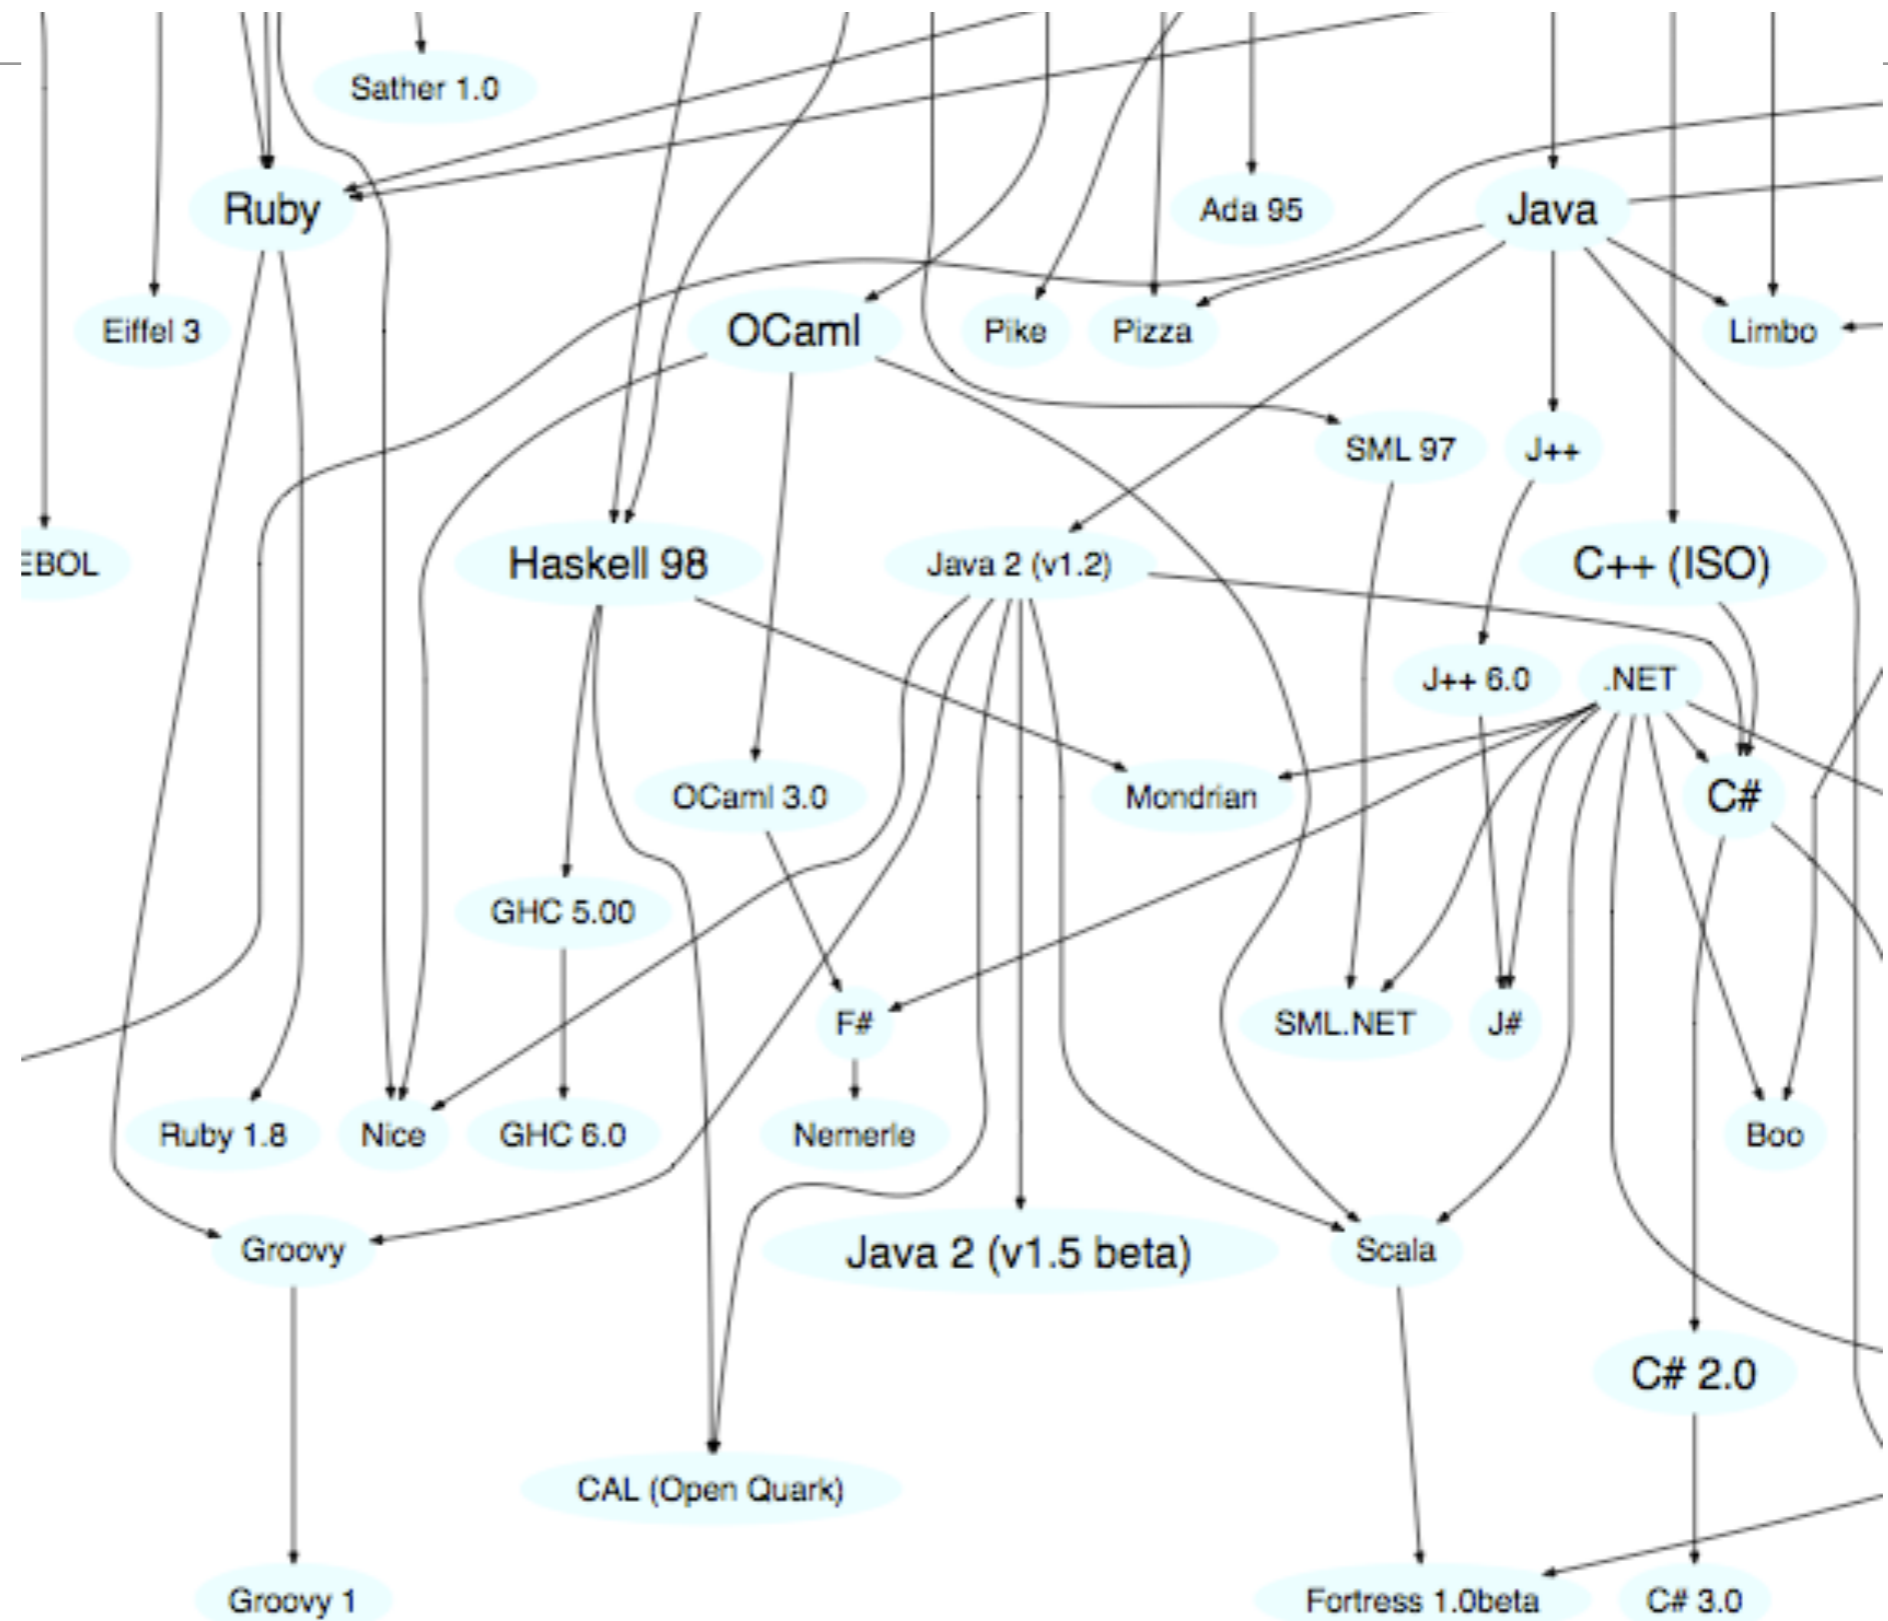 Sather 1.0
Ruby
Ada 95
Java
Eiffel 3
OCaml
Pike
Pizza
Limbo
SML 97
J++
EBOL
Haskell 98
Java 2 (v1.2)
C++ (ISO)
J++ 6.0
.NET
OCaml 3.0
Mondrian
C#
GHC 5.00
F#
SML.NET
J#
Ruby 1.8
Nice
GHC 6.0
Nemerle
Boo
Groovy
Java 2 (v1.5 beta)
Scala
C# 2.0
CAL (Open Quark)
Groovy 1
Fortress 1.0beta
C# 3.0